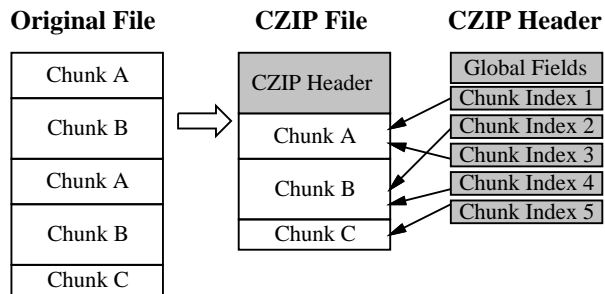 Original File
CZIP File
CZIP Header
Chunk A
Chunk B
Chunk A
Chunk B
Chunk C
CZIP Header
Chunk A
Chunk B
Chunk C
Global Fields
Chunk Index 1
Chunk Index 2
Chunk Index 3
Chunk Index 4
Chunk Index 5